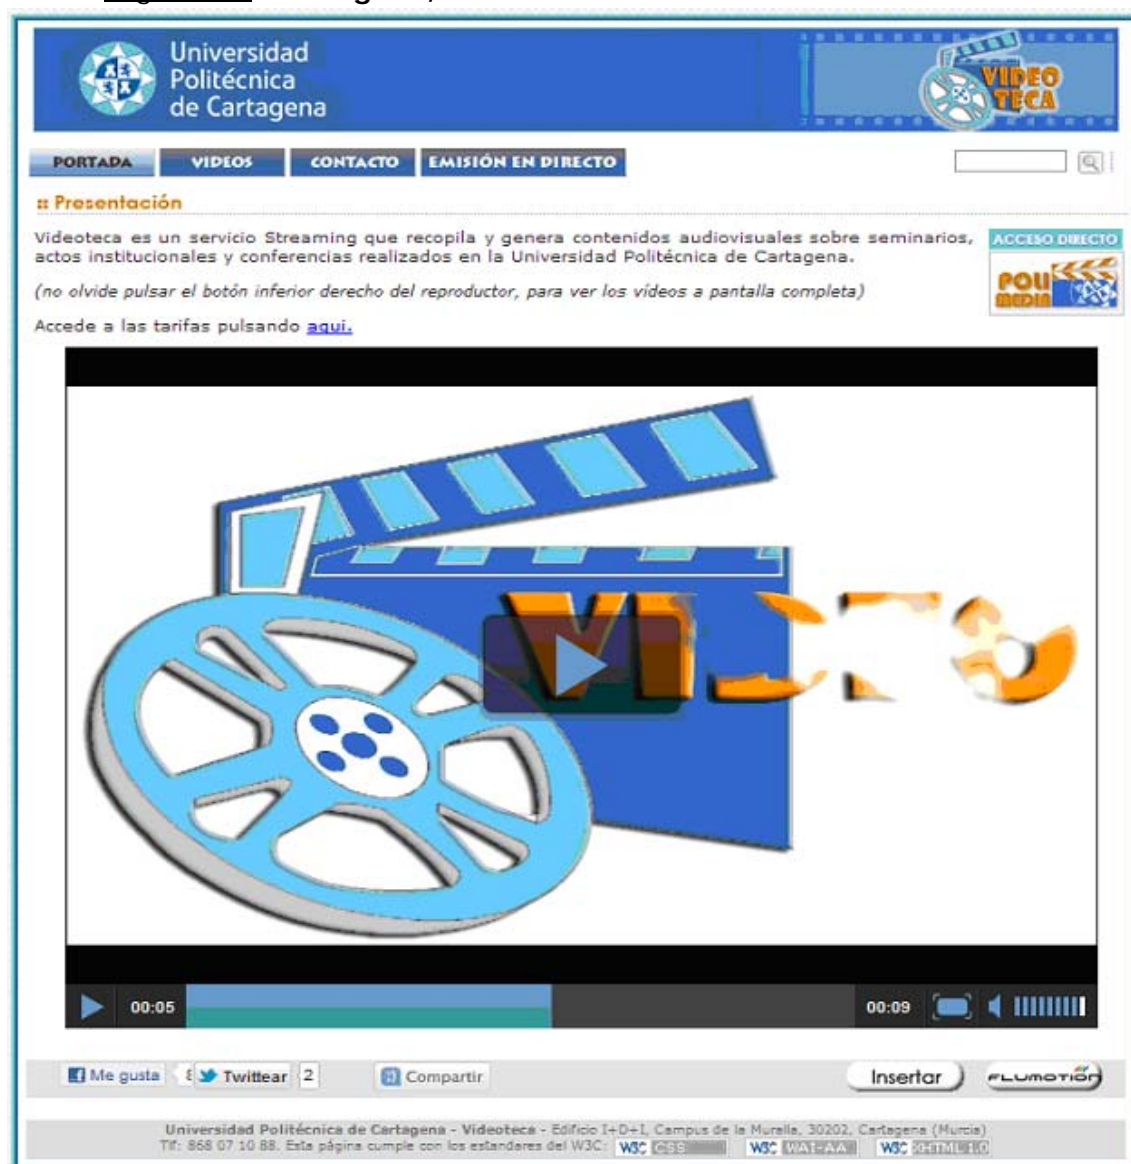 Universidad
Politécnica
de Cartagena
VIDEO
TECA
PORTADA VIDEOS CONTACTO EMISIÓN EN DIRECTO
:: Presentación
Videoteca es un servicio Streaming que recopila y genera contenidos audiovisuales sobre seminarios,
actos institucionales y conferencias realizados en la Universidad Politécnica de Cartagena.
ACCESO DIRECTO
POLI
MEDIA
(no olvide pulsar el botón inferior derecho del reproductor, para ver los vídeos a pantalla completa)
Accede a las tarifas pulsando aquí.
VIDEO
00:05 00:09
Me gusta Twittear 2 Compartir Insertar FLUMOTION
Universidad Politécnica de Cartagena - Videoteca - Edificio I+D+I, Campus de la Muralla, 30202, Cartagena (Murcia)
Tlf: 868 07 10 88. Esta página cumple con los estandares del W3C: W3C CSS W3C WAI-AA W3C XHTML 1.0